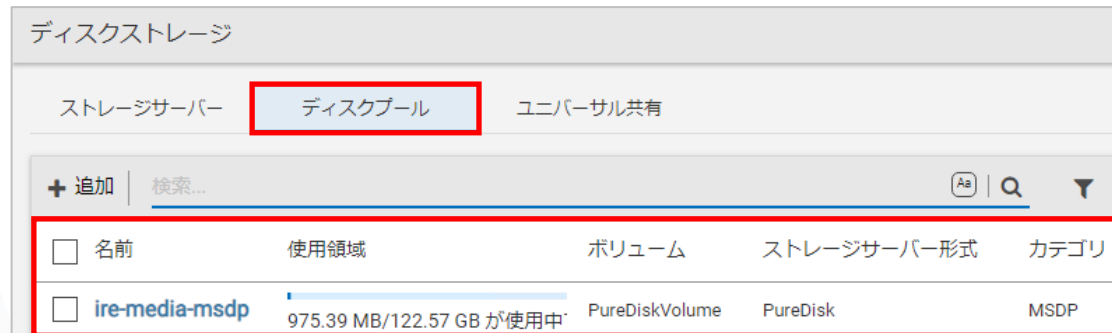 ディスクストレージ
ストレージサーバー ディスクプール ユニバーサル共有
追加 検索... Aa
名前 使用領域 ボリューム ストレージサーバー形式 カテゴリ
ire-media-msdp 975.39 MB/122.57 GB が使用中 PureDiskVolume PureDisk MSDP